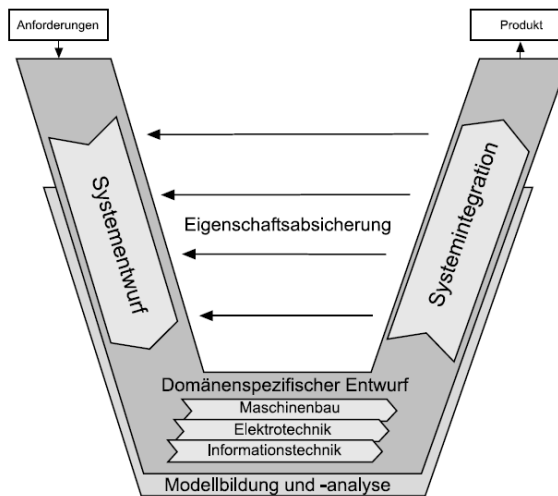 Anforderungen
Produkt
Systementwurf
Eigenschaftsabsicherung
Systemintegration
Domänenspezifischer Entwurf
Maschinenbau
Elektrotechnik
Informationstechnik
Modellbildung und -analyse